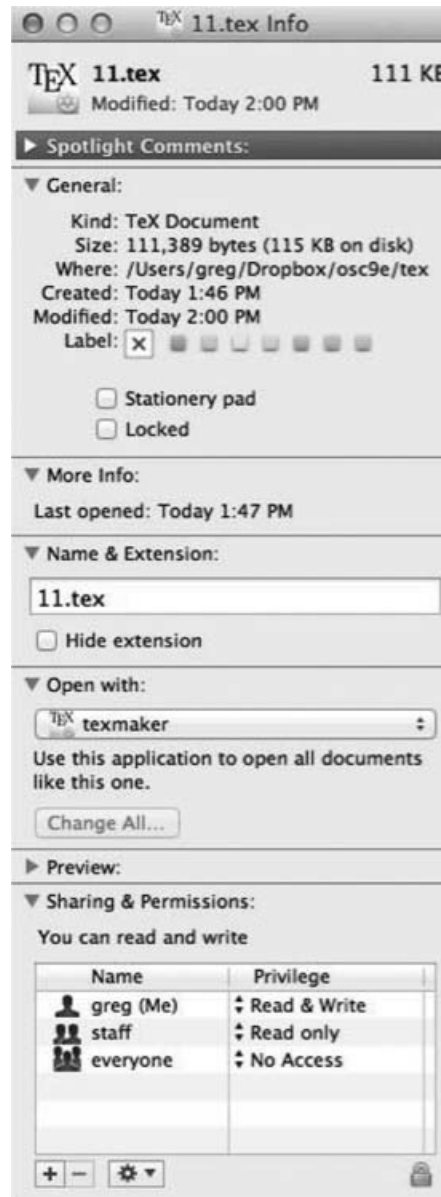 TEX 11.tex Info
TEX 11.tex 111 KB
Modified: Today 2:00 PM
Spotlight Comments:
General:
Kind: TeX Document
Size: 111,389 bytes (115 KB on disk)
Where: /Users/greg/Dropbox/osc9e/tex
Created: Today 1:46 PM
Modified: Today 2:00 PM
Label:
Stationery pad
Locked
More Info:
Last opened: Today 1:47 PM
Name & Extension:
11.tex
Hide extension
Open with:
TEX texmaker
Use this application to open all documents
like this one.
Change All...
Preview:
Sharing & Permissions:
You can read and write
Name Privilege
greg (Me) Read & Write
staff Read only
everyone No Access